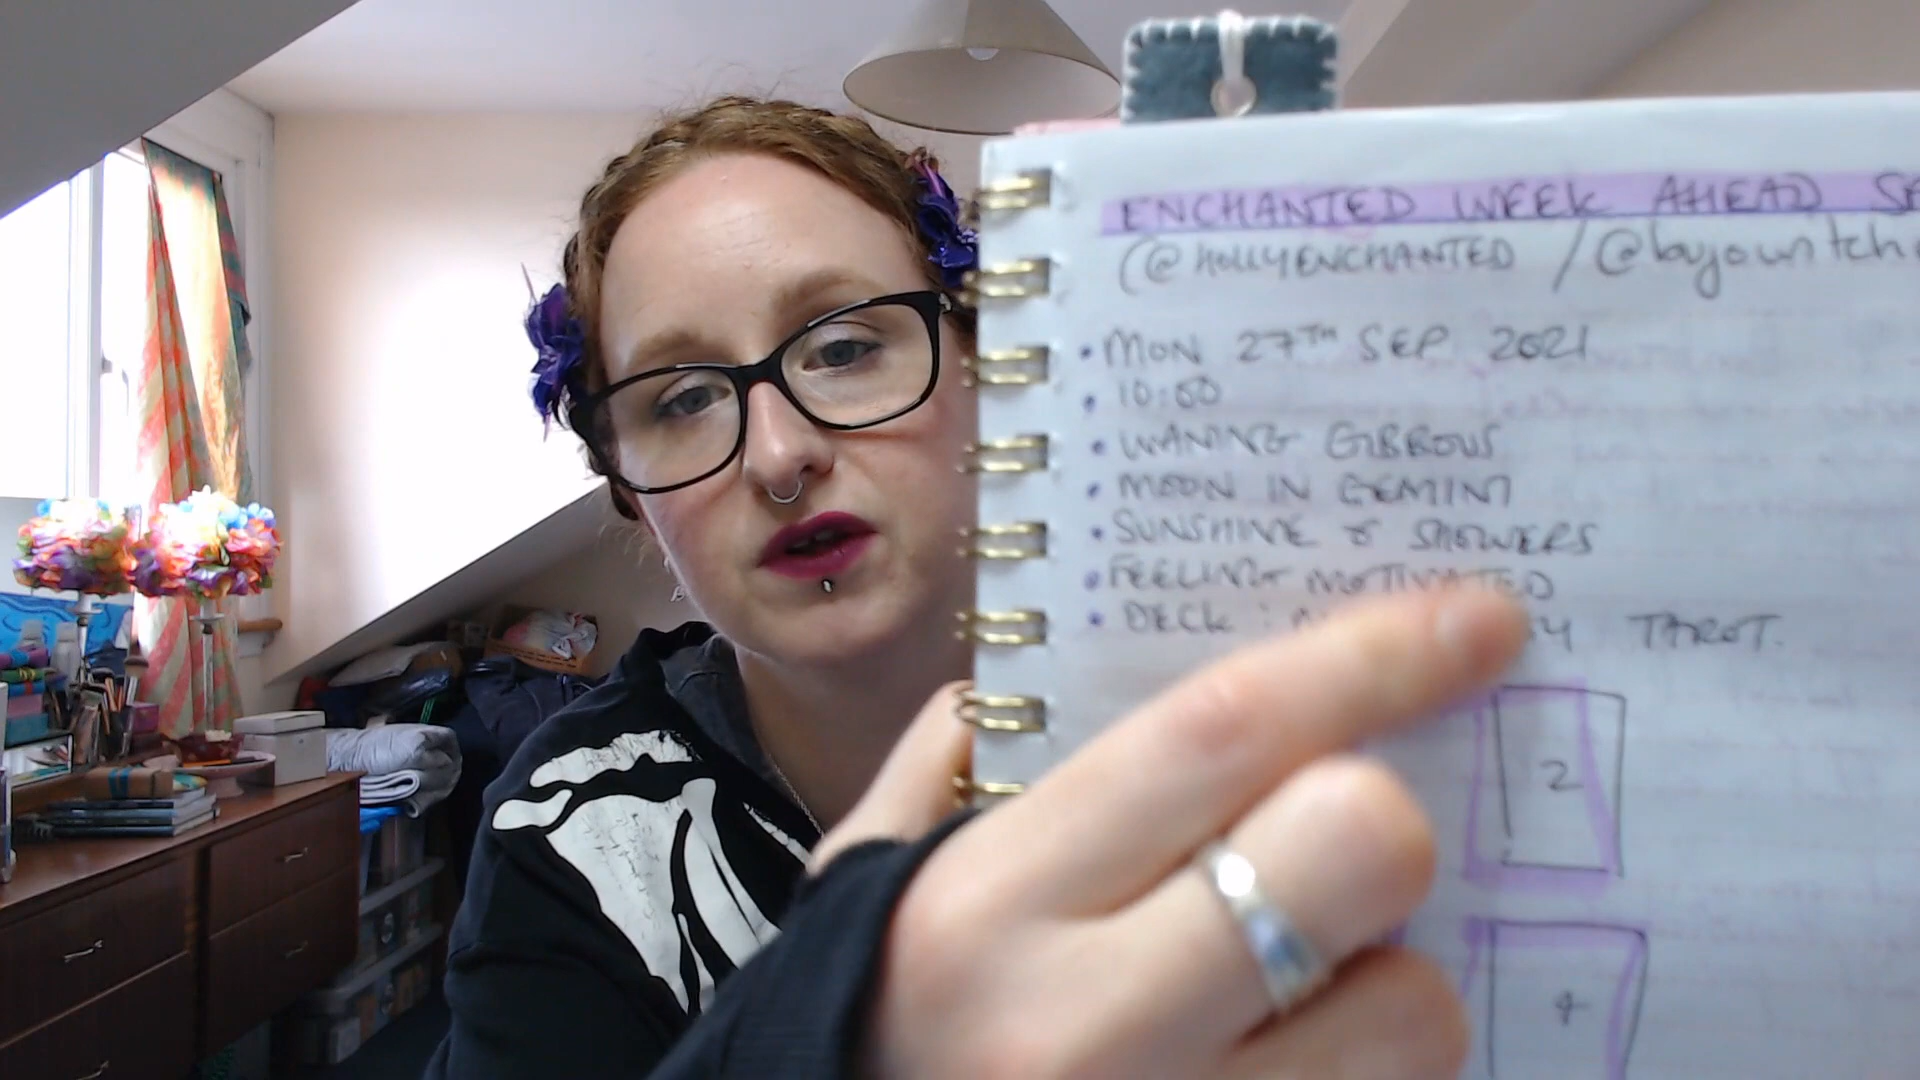 ENCHANTED WEEK AHEAD
(@HOLLYENCHANTED /
• MON 27TH SEP 2021
• 10:00
• WANING GIBBOUS
• MOON IN GEMINI
• SUNSHINE & SHOWERS
• FEELING MOTIVATED
• DECK : TAROT.
2
4